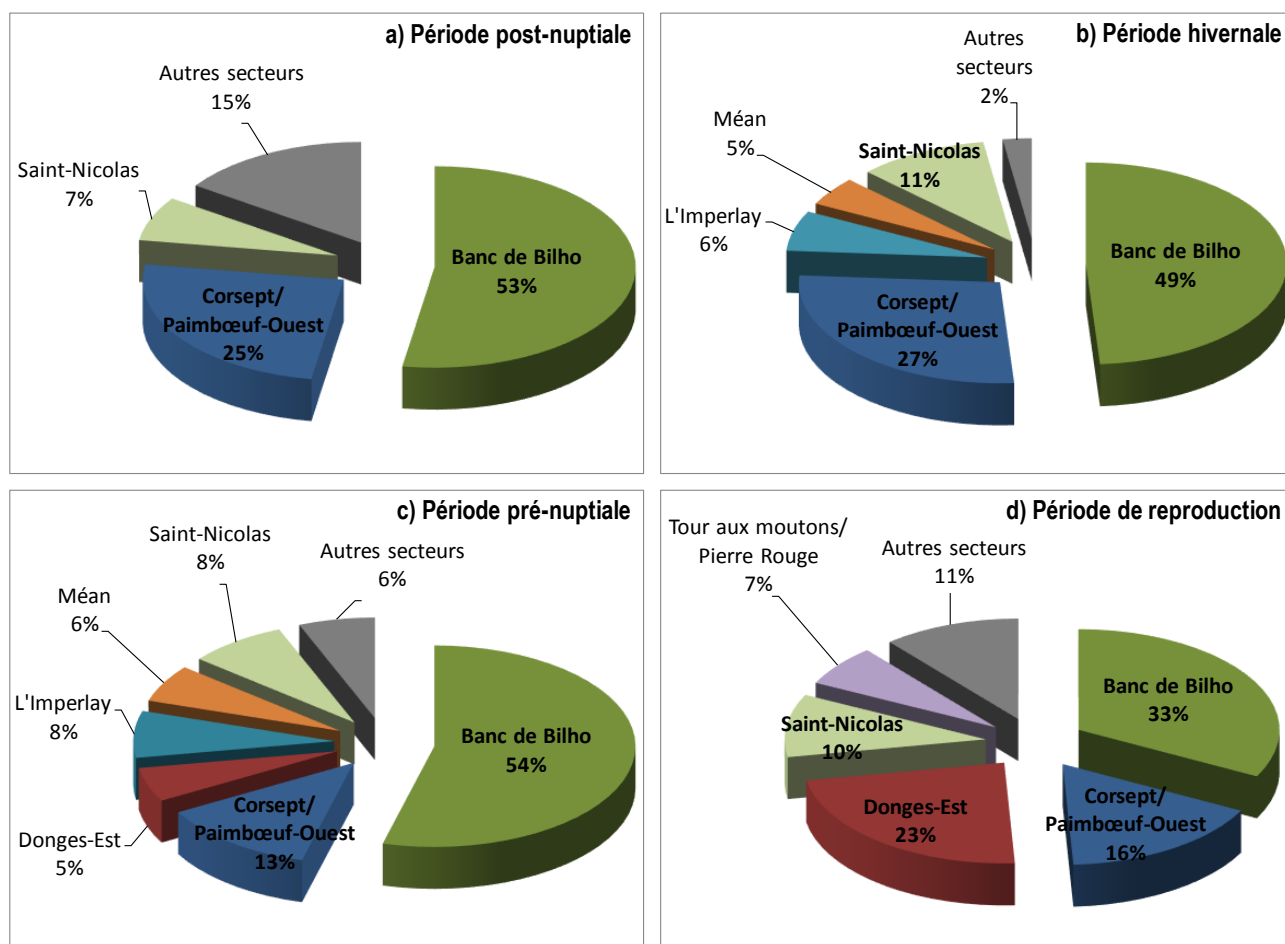 a) Période post-nuptiale
Autres secteurs
15%
Saint-Nicolas
7%
Banc de Bilho
53%
Corsept/
Paimbœuf-Ouest
25%
b) Période hivernale
Autres
secteurs
2%
Méan
5%
Saint-Nicolas
11%
L'Imperlay
6%
Banc de Bilho
49%
Corsept/
Paimbœuf-Ouest
27%
c) Période pré-nuptiale
Saint-Nicolas
8%
Autres secteurs
6%
Méan
6%
L'Imperlay
8%
Banc de Bilho
54%
Corsept/
Paimbœuf-Ouest
13%
Donges-Est
5%
d) Période de reproduction
Tour aux moutons/
Pierre Rouge
7%
Autres secteurs
11%
Banc de Bilho
33%
Saint-Nicolas
10%
Donges-Est
23%
Corsept/
Paimbœuf-Ouest
16%